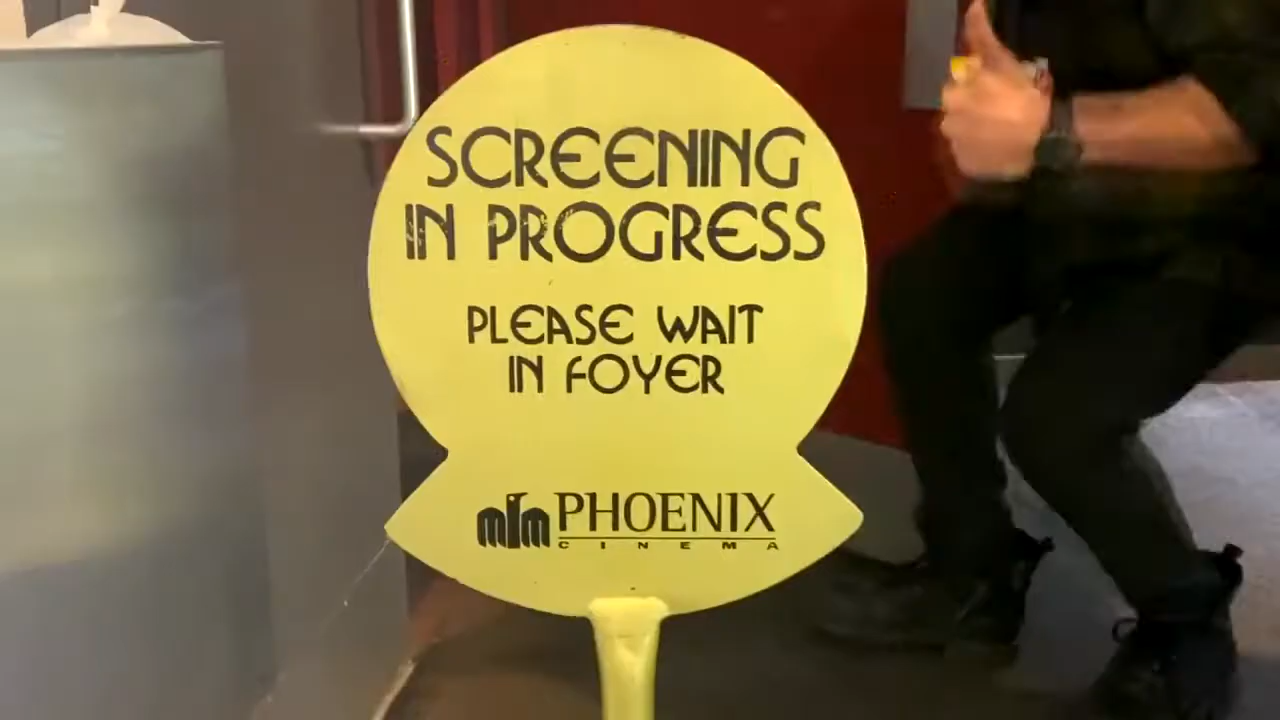 SCREENING
IN PROGRESS
PLEASE WAIT
IN FOYER
PHOENIX
CINEMA